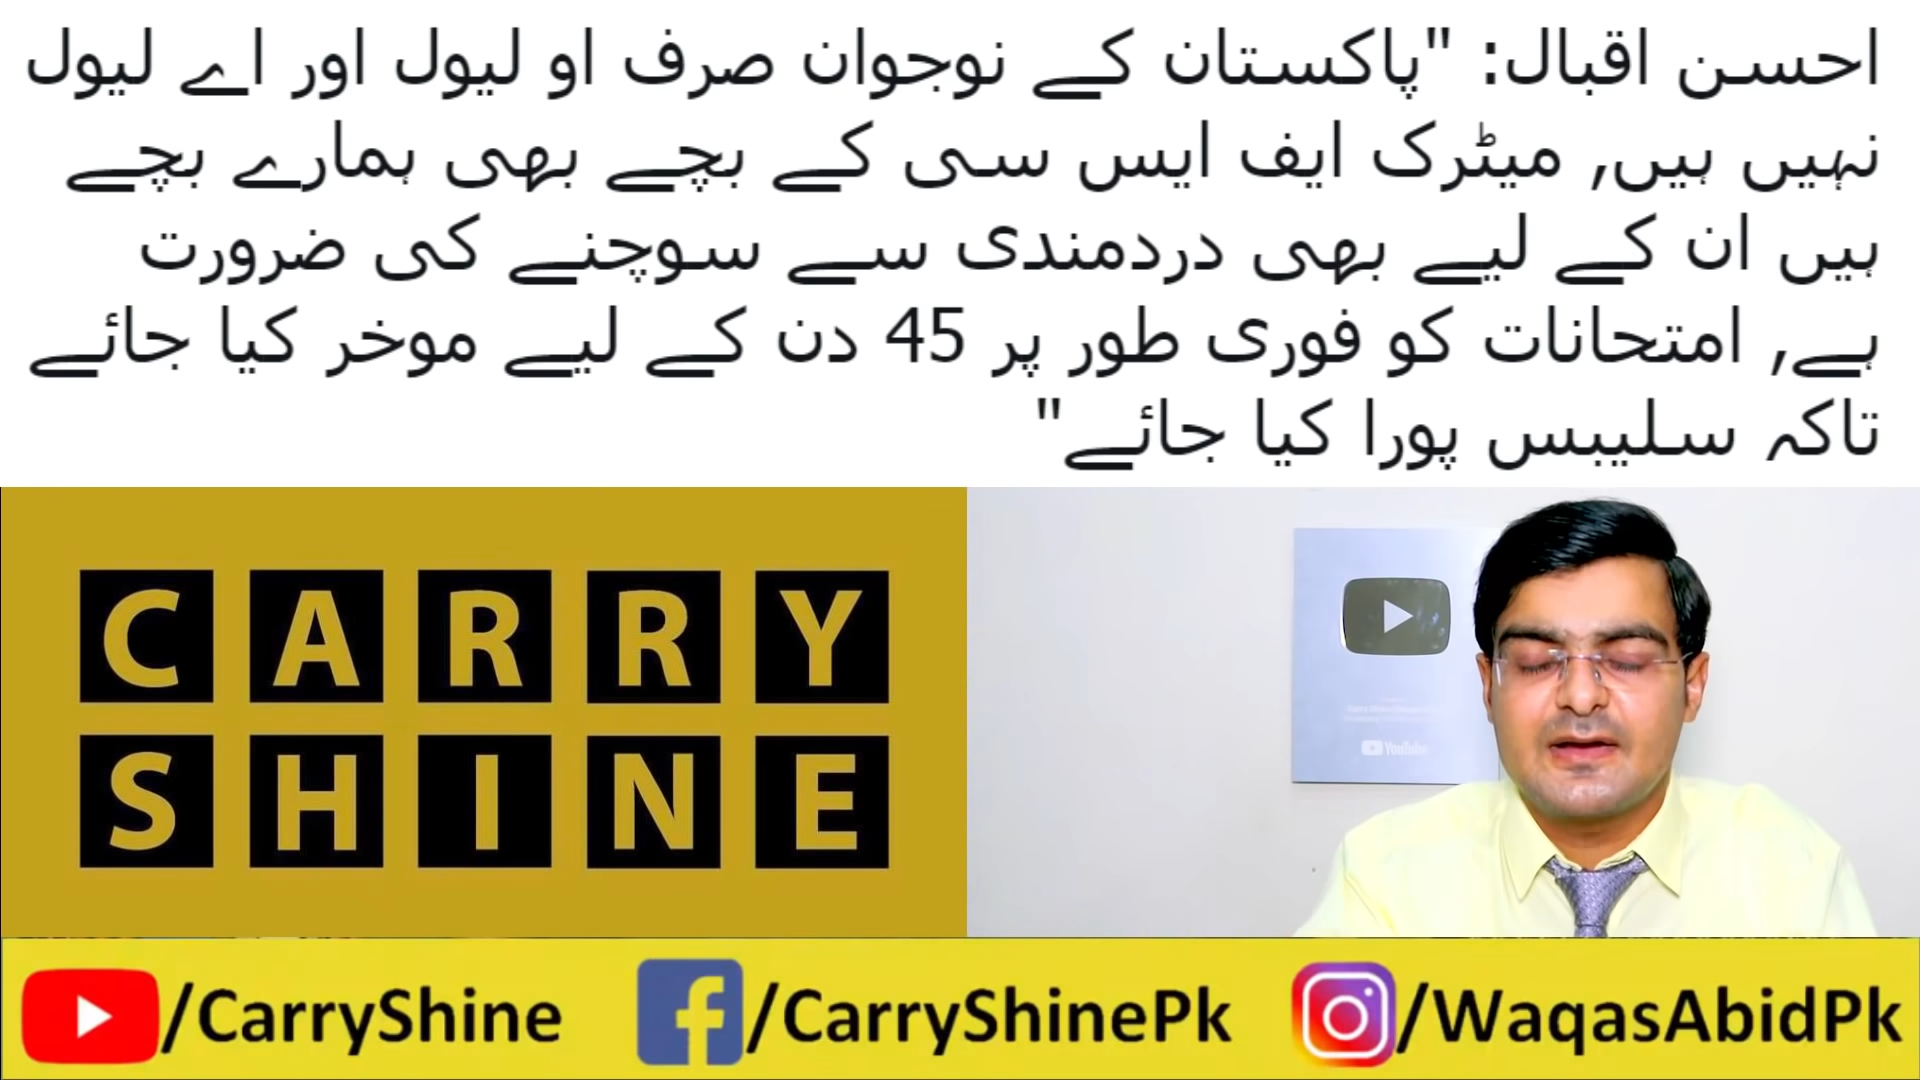 احسن اقبال: "پاکستان کے نوجوان صرف او لیول اور اے لیول
نہیں ہیں, میٹرک ایف ایس سی کے بچے بھی ہمارے بچے
ہیں ان کے لیے بھی دردمندی سے سوچنے کی ضرورت
ہے, امتحانات کو فوری طور پر 45 دن کے لیے موخر کیا جائے
تاکہ سلیبس پورا کیا جائے"
CARRY
SHINE
YouTube
/CarryShine /CarryShinePk /WaqasAbidPk